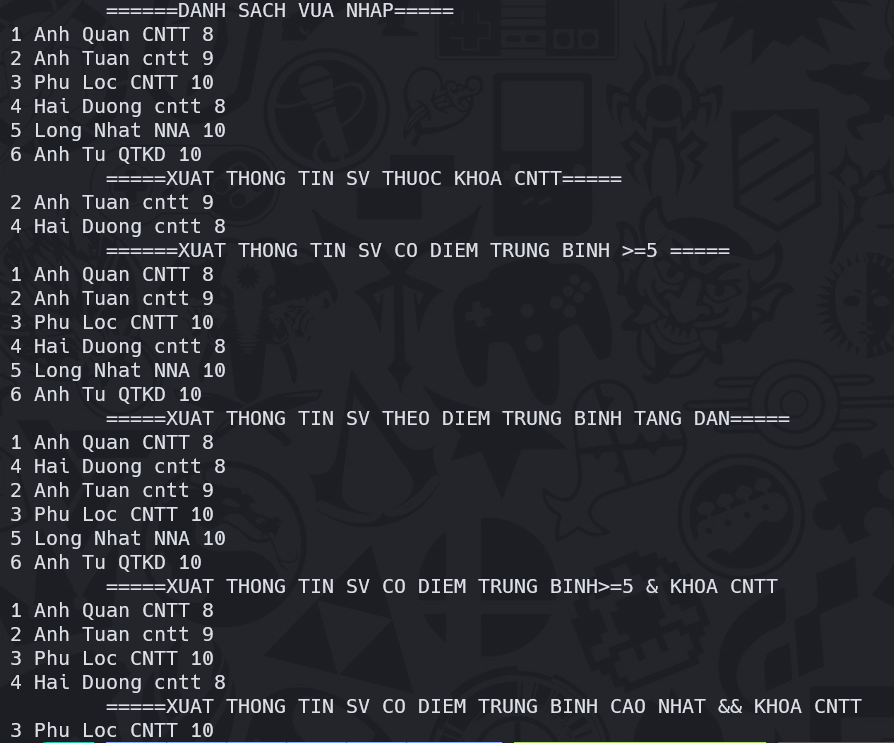 ======DANH SACH VUA NHAP=====
1 Anh Quan CNTT 8
2 Anh Tuan cntt 9
3 Phu Loc CNTT 10
4 Hai Duong cntt 8
5 Long Nhat NNA 10
6 Anh Tu QTKD 10
=====XUAT THONG TIN SV THUOC KHOA CNTT=====
2 Anh Tuan cntt 9
4 Hai Duong cntt 8
======XUAT THONG TIN SV CO DIEM TRUNG BINH >=5 =====
1 Anh Quan CNTT 8
2 Anh Tuan cntt 9
3 Phu Loc CNTT 10
4 Hai Duong cntt 8
5 Long Nhat NNA 10
6 Anh Tu QTKD 10
=====XUAT THONG TIN SV THEO DIEM TRUNG BINH TANG DAN=====
1 Anh Quan CNTT 8
4 Hai Duong cntt 8
2 Anh Tuan cntt 9
3 Phu Loc CNTT 10
5 Long Nhat NNA 10
6 Anh Tu QTKD 10
=====XUAT THONG TIN SV CO DIEM TRUNG BINH>=5 & KHOA CNTT
1 Anh Quan CNTT 8
2 Anh Tuan cntt 9
3 Phu Loc CNTT 10
4 Hai Duong cntt 8
=====XUAT THONG TIN SV CO DIEM TRUNG BINH CAO NHAT && KHOA CNTT
3 Phu Loc CNTT 10